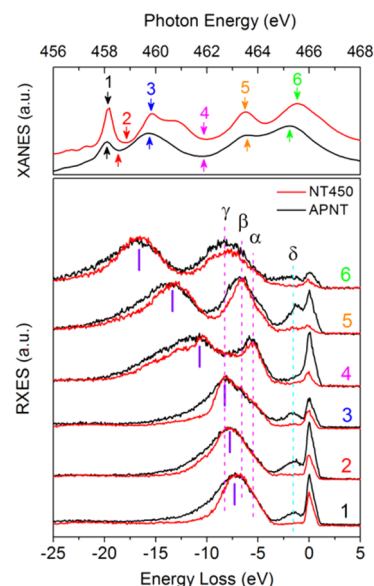 Photon Energy (eV)
456 458 460 462 464 466 468
XANES (a.u.)
1
2
3
4
5
6
NT450
APNT
γ
β
α
δ
6
5
4
3
2
1
RXES (a.u.)
-25 -20 -15 -10 -5 0 5
Energy Loss (eV)